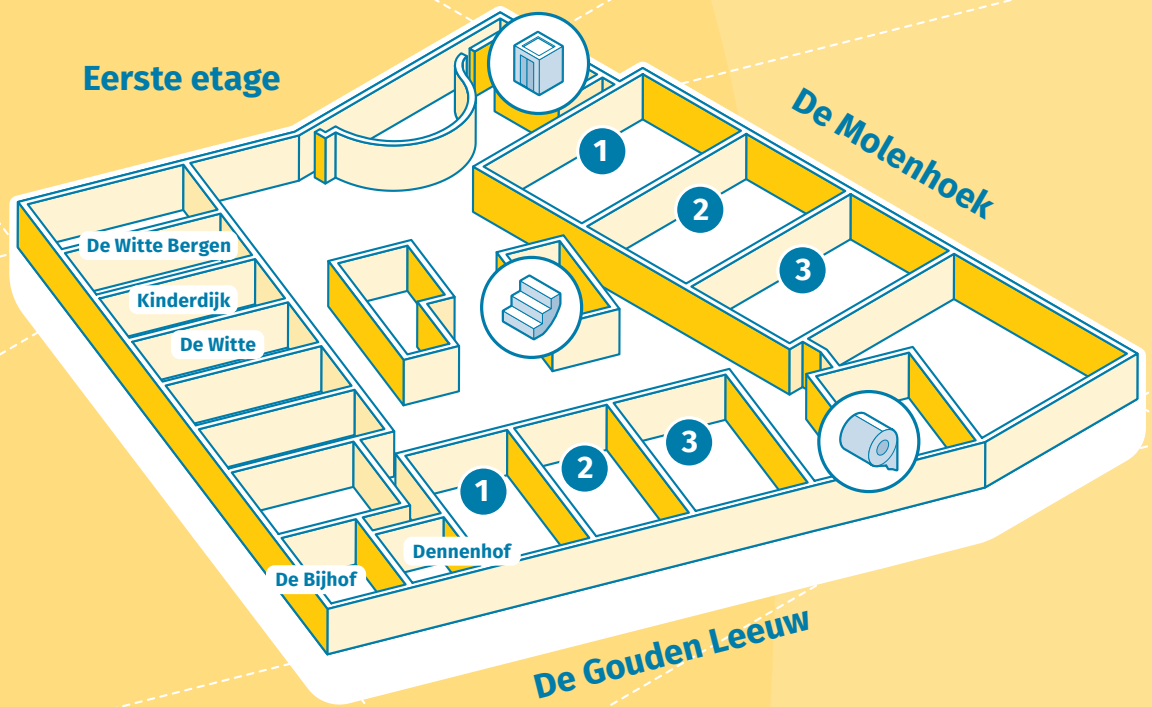 Eerste etage
De Molenhoek
1
2
3
De Witte Bergen
Kinderdijk
De Witte
1
2
3
Dennenhof
De Bijhof
De Gouden Leeuw